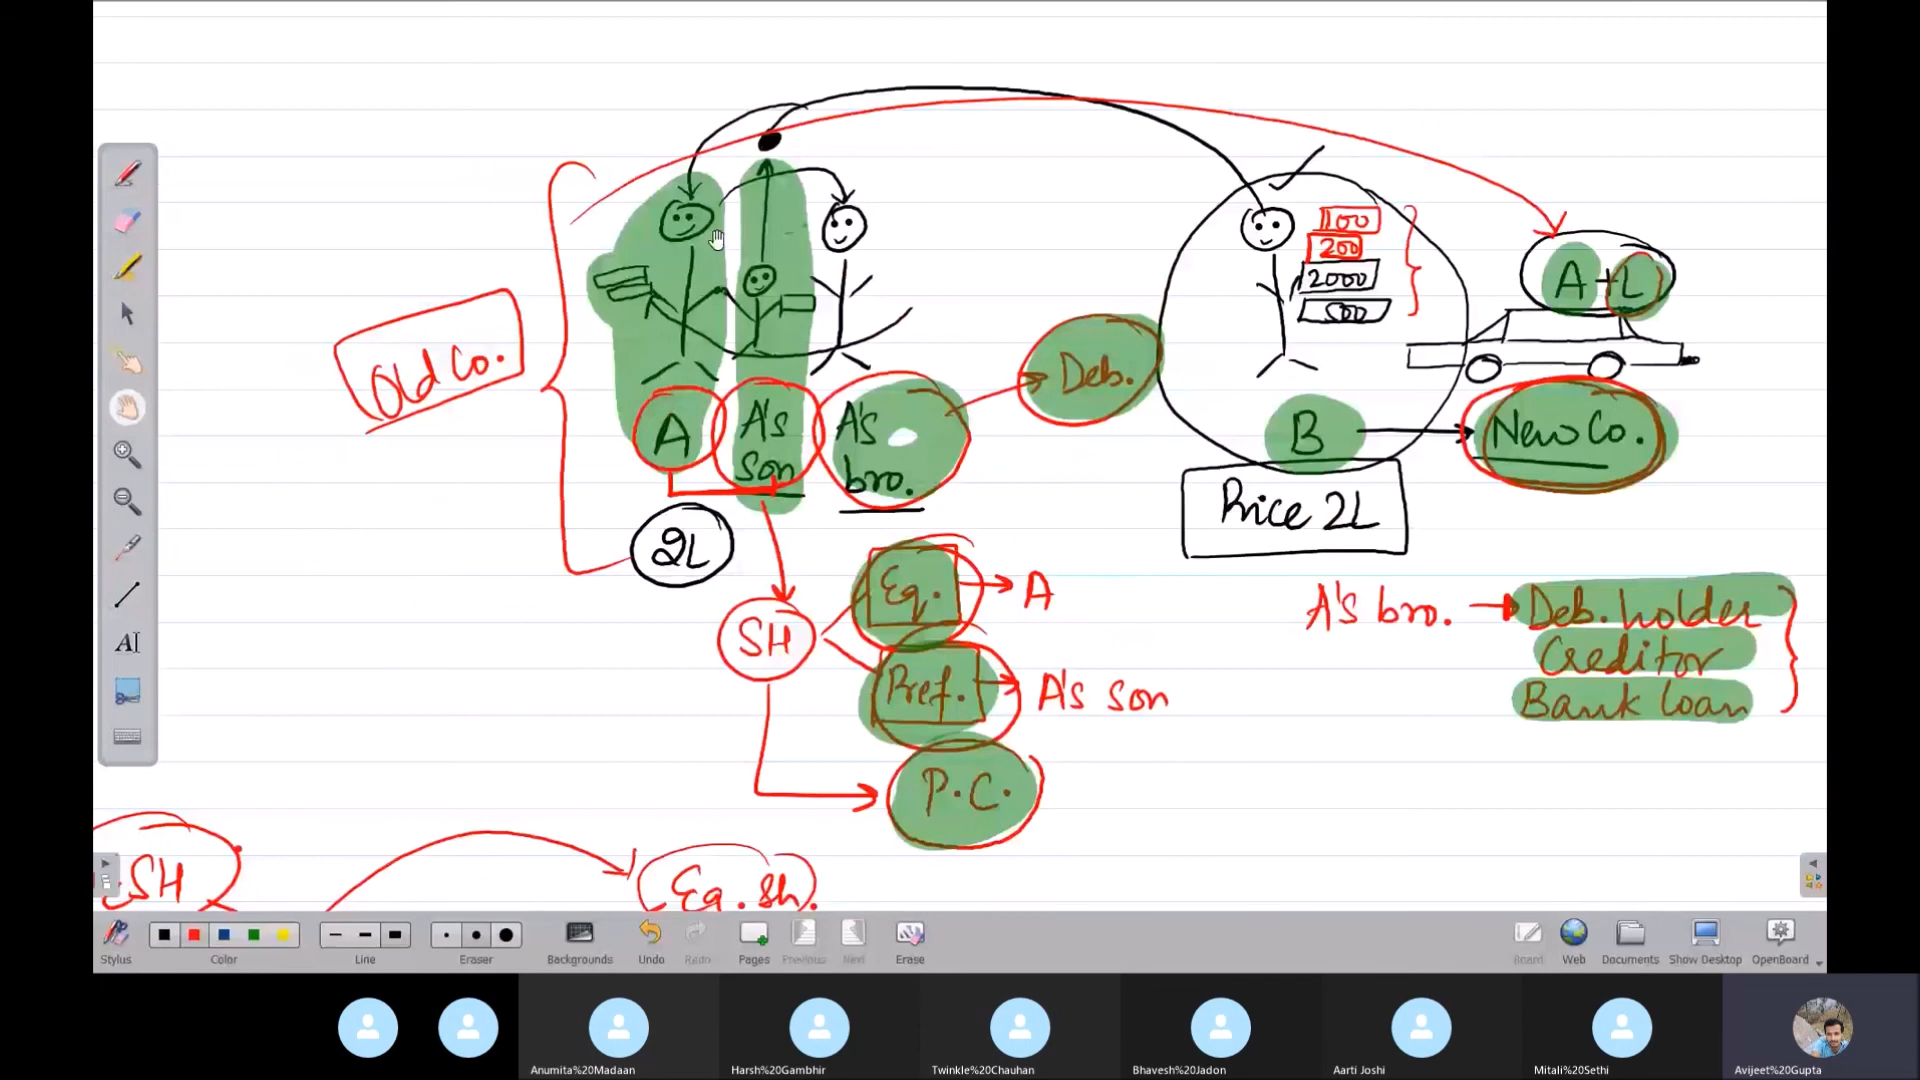 100
200
2000
500
A+L
Old Co.
Deb.
A
A's son
A's bro.
B
New Co.
Price 2L
2L
Eq. → A
SH
Pref. → A's son
P.C.
A's bro. → Deb. holder
Creditor
Bank loan
SH
Eq. Sh.
Stylus
Color
Line
Eraser
Backgrounds
Undo
Redo
Pages
Previous
Next
Erase
Board
Web
Documents
Show Desktop
OpenBoard
Anumita%20Madaan
Harsh%20Gambhir
Twinkle%20Chauhan
Bhavesh%20Jadon
Aarti Joshi
Mitali%20Sethi
Avijeet%20Gupta